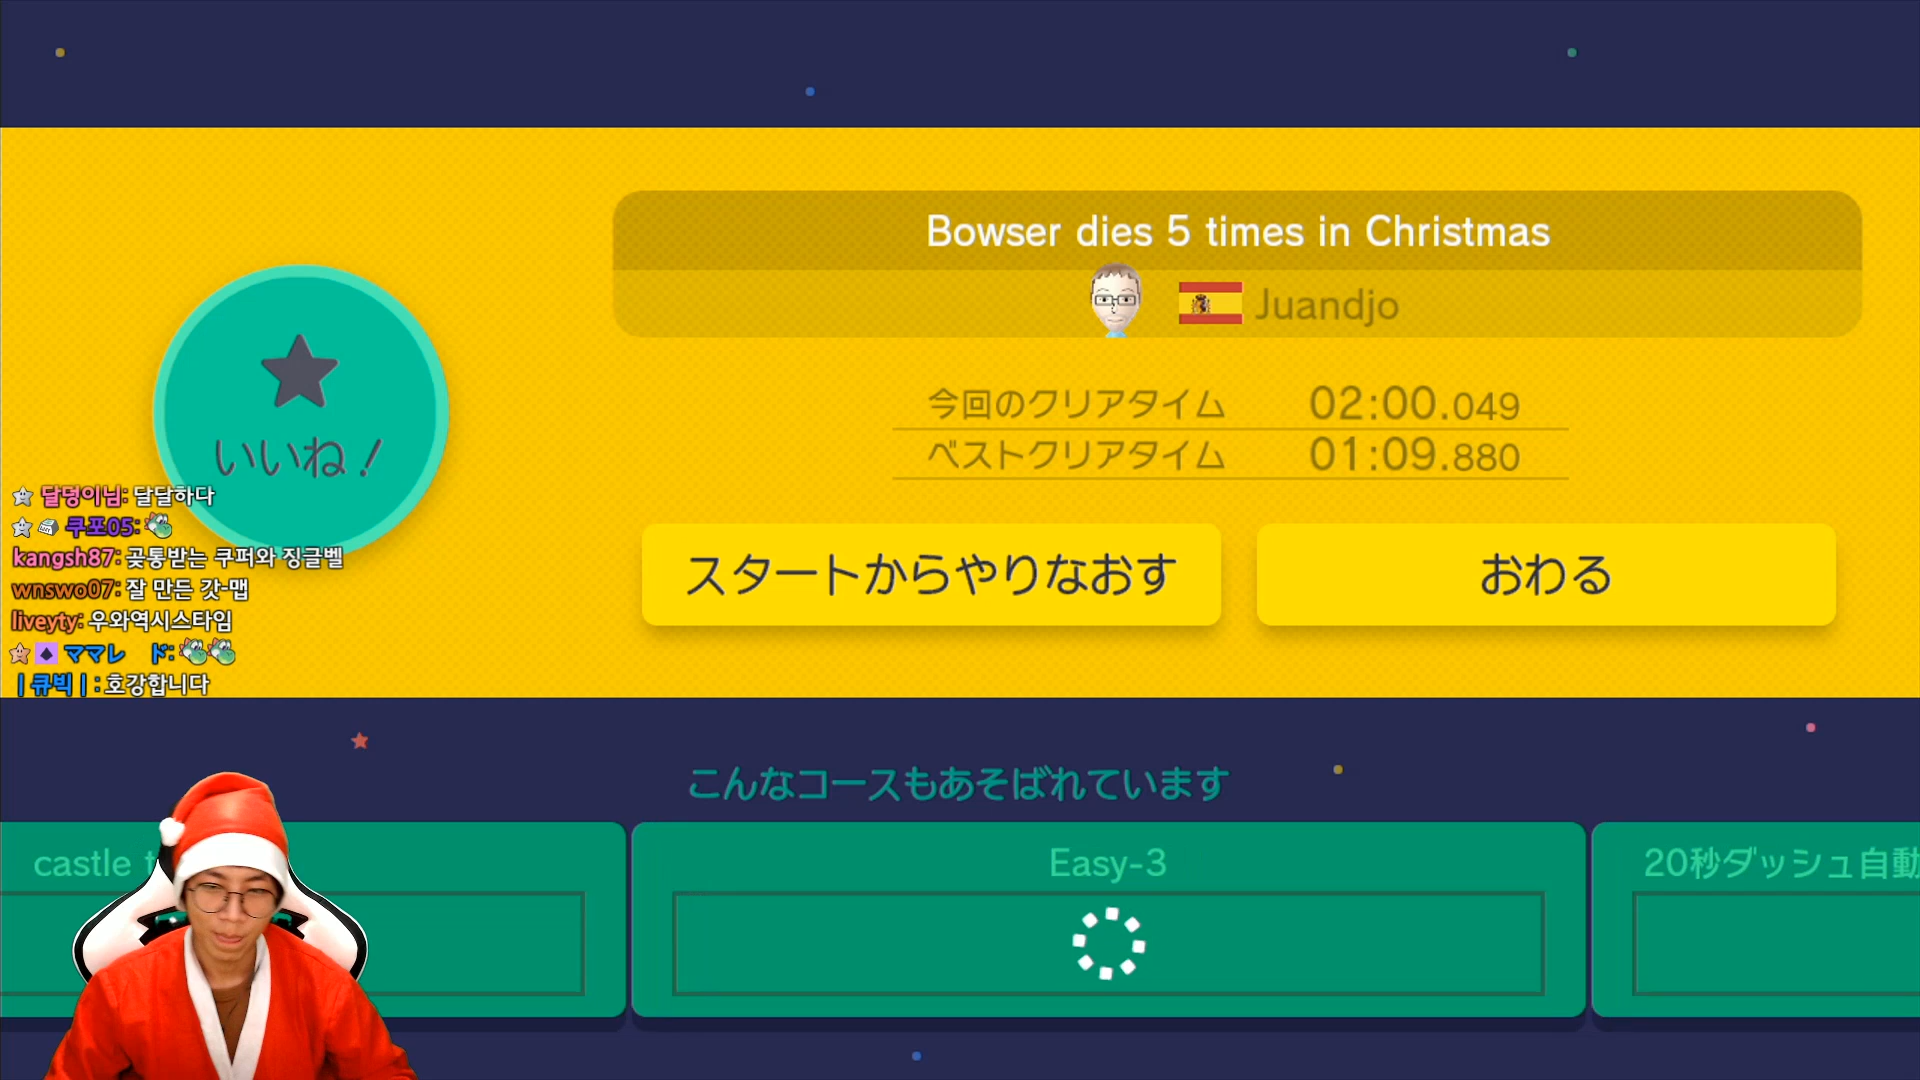 Bowser dies 5 times in Christmas
Juandjo
今回のクリアタイム 02:00.049
ベストクリアタイム 01:09.880
いいね!
スタートからやりなおす
おわる
달덩이님: 달달하다
쿠포05:
kangsh87: 곶통받는 쿠퍼와 징글벨
wnswo07: 잘 만든 갓-맵
liveyty: 우와역시스타임
ママレ ド:
|큐빅|: 호강합니다
こんなコースもあそばれています
castle
Easy-3
20秒ダッシュ自動